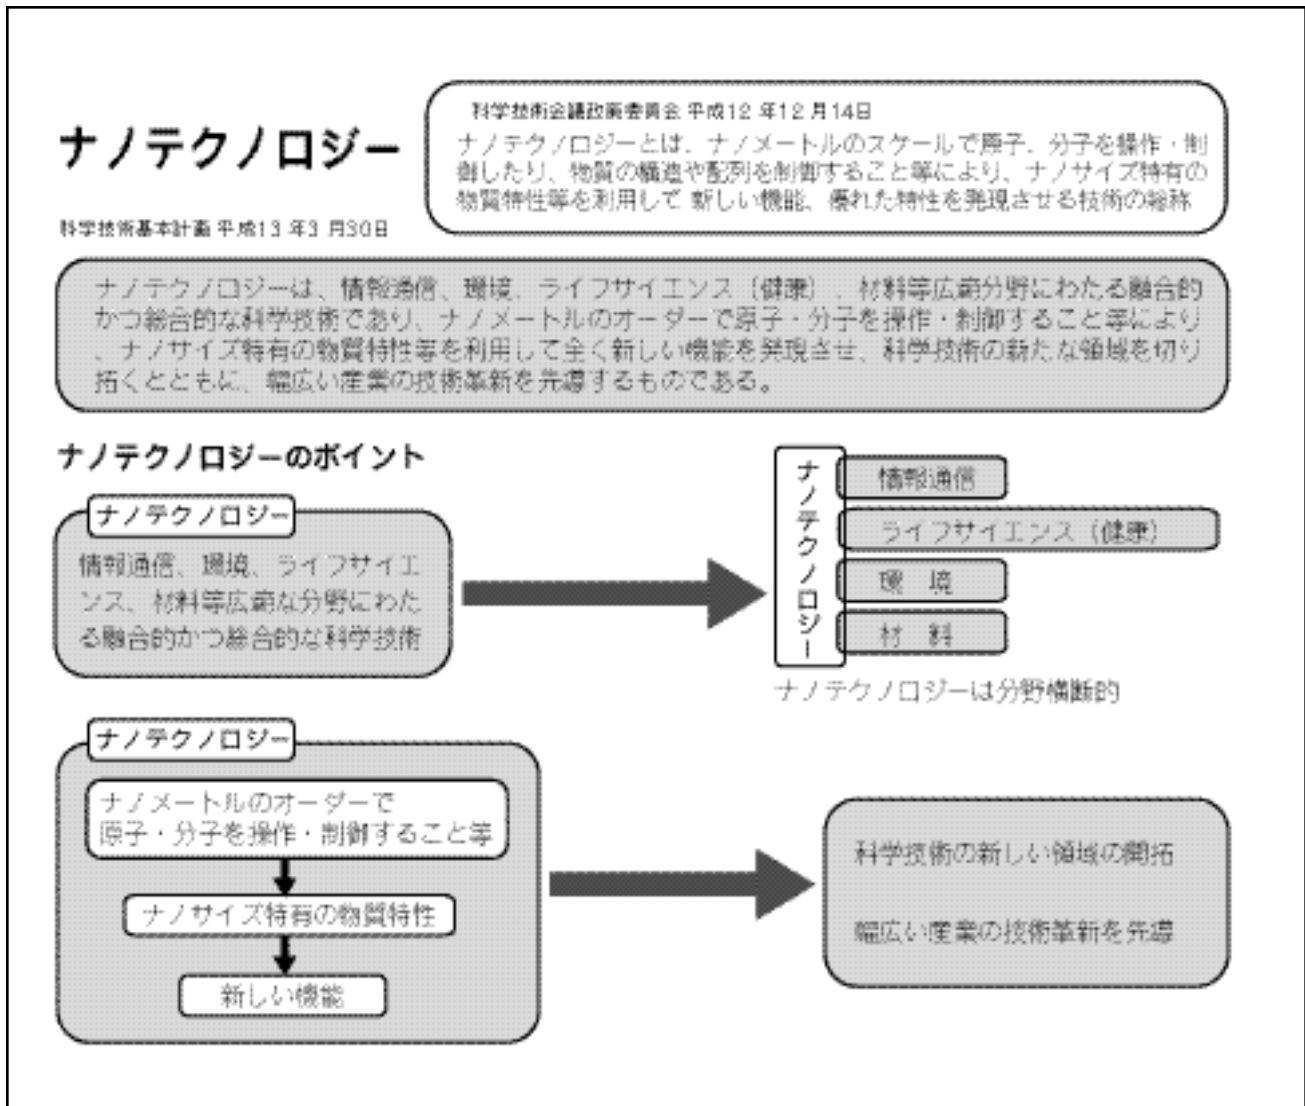 ナノテクノロジー
科学技術会議政策委員会 平成12 年12 月14日
ナノテクノロジーとは、ナノメートルのスケールで原子、分子を操作・制
御したり、物質の構造や配列を制御すること等により、ナノサイズ特有の
物質特性等を利用して 新しい機能、優れた特性を発現させる技術の総称
科学技術基本計画 平成13 年3 月30日
ナノテクノロジーは、情報通信、環境、ライフサイエンス（健康）、材料等広範分野にわたる融合的
かつ総合的な科学技術であり、ナノメートルのオーダーで原子・分子を操作・制御すること等により
、ナノサイズ特有の物質特性等を利用して全く新しい機能を発現させ、科学技術の新たな領域を切り
拓くとともに、幅広い産業の技術革新を先導するものである。
ナノテクノロジーのポイント
ナノテクノロジー
情報通信、環境、ライフサイエ
ンス、材料等広範な分野にわた
る融合的かつ総合的な科学技術
ナノテクノロジー
情報通信
ライフサイエンス（健康）
環 境
材 料
ナノテクノロジーは分野横断的
ナノテクノロジー
ナノメートルのオーダーで
原子・分子を操作・制御すること等
ナノサイズ特有の物質特性
新しい機能
科学技術の新しい領域の開拓
幅広い産業の技術革新を先導